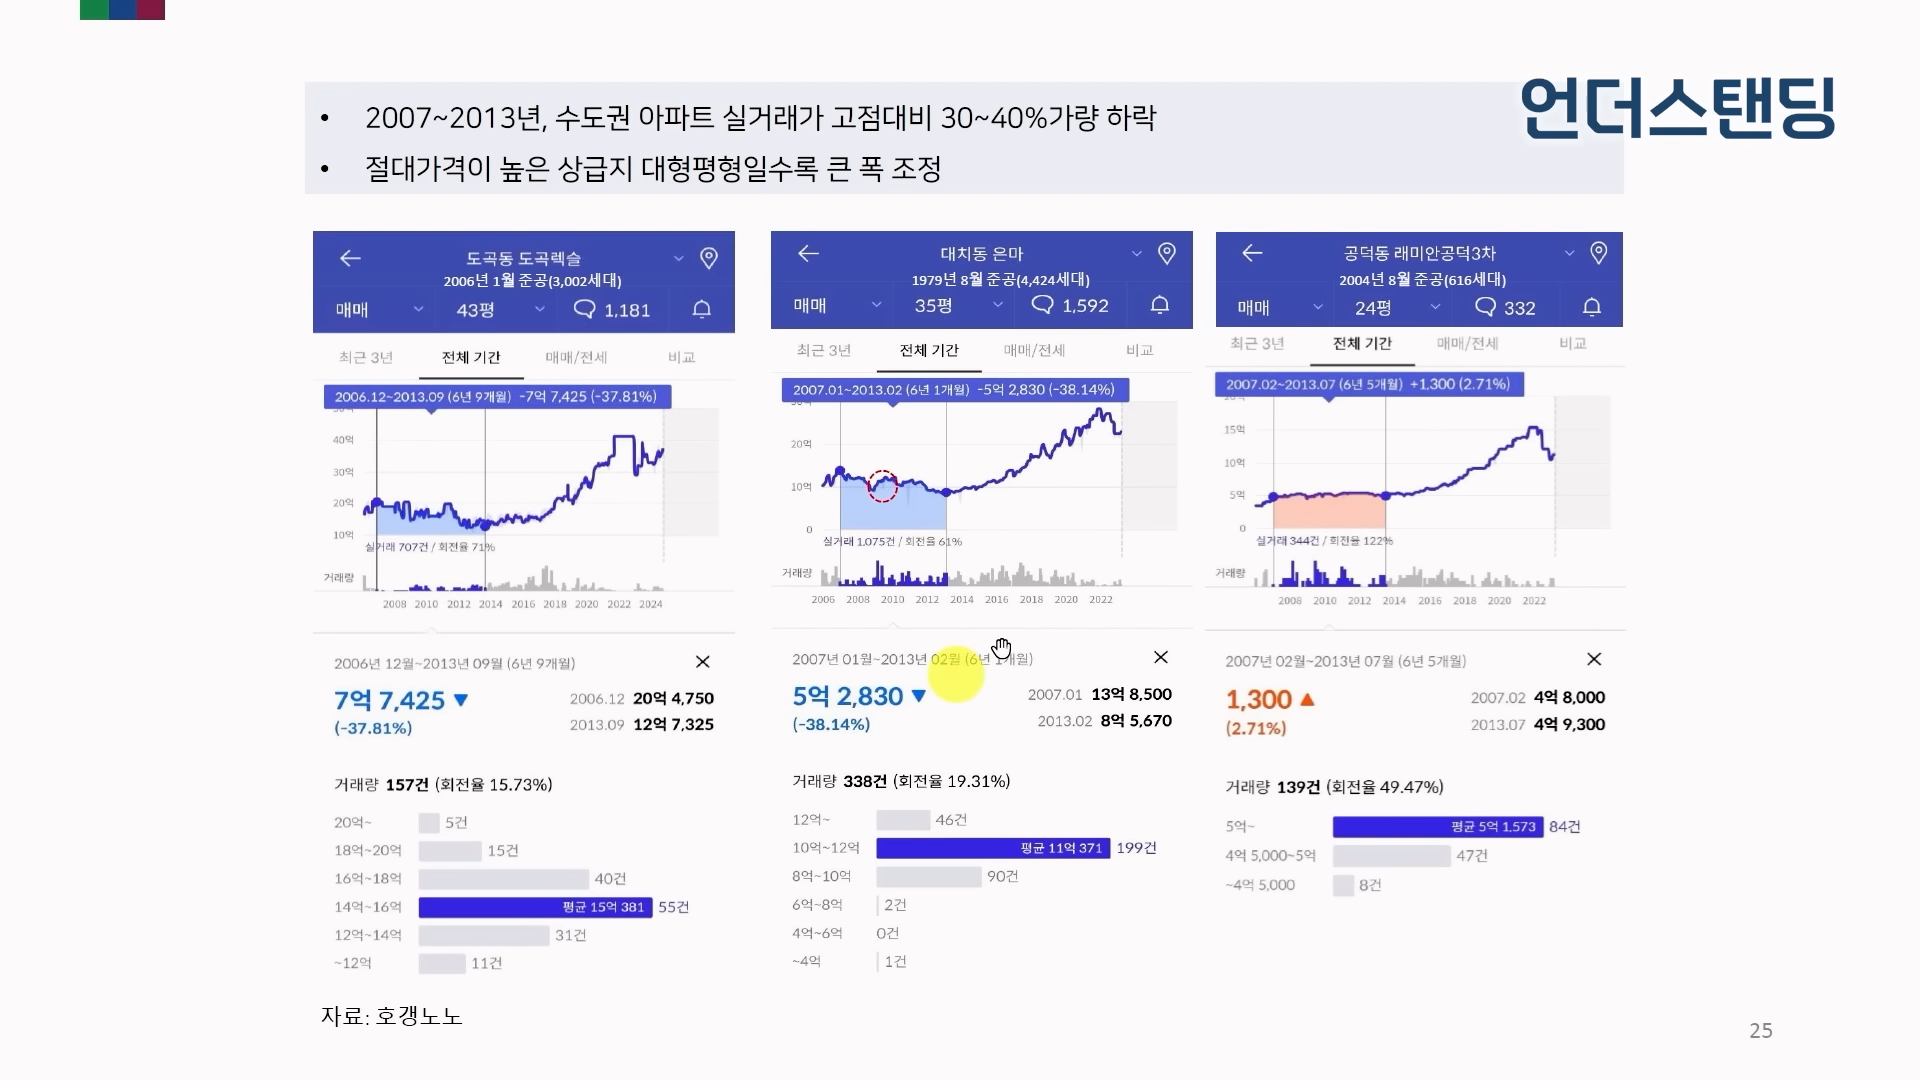 • 2007~2013년, 수도권 아파트 실거래가 고점대비 30~40%가량 하락
• 절대가격이 높은 상급지 대형평형일수록 큰 폭 조정
언더스탠딩
도곡동 도곡렉슬
2006년 1월 준공(3,002세대)
매매 43평 1,181
최근 3년 전체 기간 매매/전세 비교
2006.12~2013.09 (6년 9개월) -7억 7,425 (-37.81%)
40억
30억
20억
10억
실거래 707건 / 회전율 71%
거래량
2008 2010 2012 2014 2016 2018 2020 2022 2024
2006년 12월~2013년 09월 (6년 9개월)
7억 7,425 ▼
(-37.81%)
2006.12 20억 4,750
2013.09 12억 7,325
거래량 157건 (회전율 15.73%)
20억~ 5건
18억~20억 15건
16억~18억 40건
14억~16억 평균 15억 381 55건
12억~14억 31건
~12억 11건
대치동 은마
1979년 8월 준공(4,424세대)
매매 35평 1,592
최근 3년 전체 기간 매매/전세 비교
2007.01~2013.02 (6년 1개월) -5억 2,830 (-38.14%)
20억
10억
0
실거래 1,075건 / 회전율 61%
거래량
2006 2008 2010 2012 2014 2016 2018 2020 2022
2007년 01월~2013년 02월 (6년 1개월)
5억 2,830 ▼
(-38.14%)
2007.01 13억 8,500
2013.02 8억 5,670
거래량 338건 (회전율 19.31%)
12억~ 46건
10억~12억 평균 11억 371 199건
8억~10억 90건
6억~8억 2건
4억~6억 0건
~4억 1건
공덕동 래미안공덕3차
2004년 8월 준공(616세대)
매매 24평 332
최근 3년 전체 기간 매매/전세 비교
2007.02~2013.07 (6년 5개월) +1,300 (2.71%)
15억
10억
5억
0
실거래 344건 / 회전율 122%
거래량
2008 2010 2012 2014 2016 2018 2020 2022
2007년 02월~2013년 07월 (6년 5개월)
1,300 ▲
(2.71%)
2007.02 4억 8,000
2013.07 4억 9,300
거래량 139건 (회전율 49.47%)
5억~ 평균 5억 1,573 84건
4억 5,000~5억 47건
~4억 5,000 8건
자료: 호갱노노
25